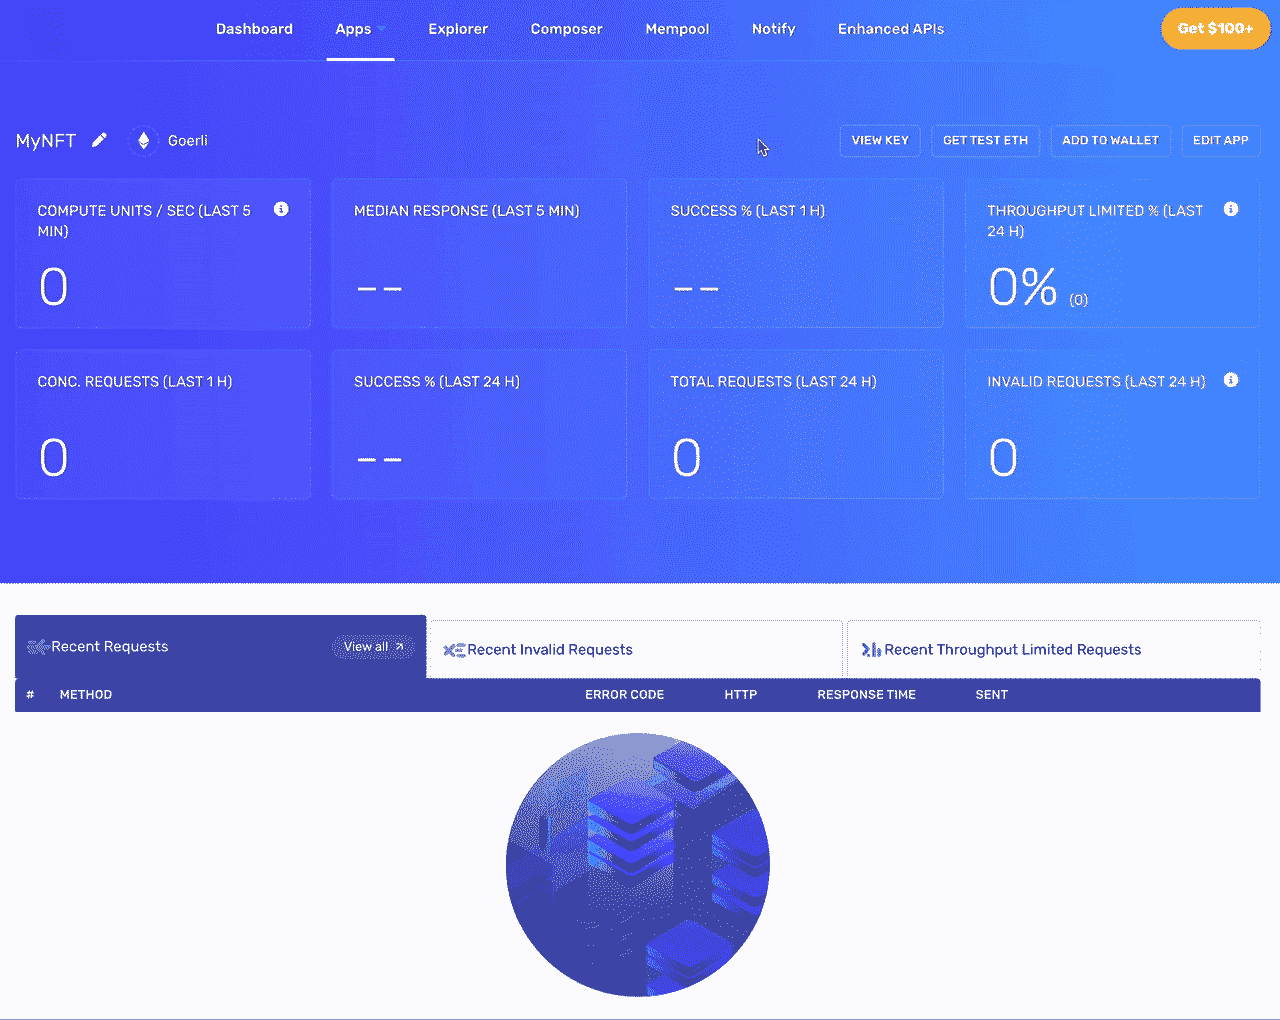 Dashboard Apps Explorer Composer Mempool Notify Enhanced APIs Get $100+
MyNFT Goerli VIEW KEY GET TEST ETH ADD TO WALLET EDIT APP
COMPUTE UNITS / SEC (LAST 5
MIN)
0
MEDIAN RESPONSE (LAST 5 MIN)
--
SUCCESS % (LAST 1 H)
--
THROUGHPUT LIMITED % (LAST
24 H)
0% (0)
CONC. REQUESTS (LAST 1 H)
0
SUCCESS % (LAST 24 H)
--
TOTAL REQUESTS (LAST 24 H)
0
INVALID REQUESTS (LAST 24 H)
0
Recent Requests View all
Recent Invalid Requests
Recent Throughput Limited Requests
# METHOD ERROR CODE HTTP RESPONSE TIME SENT